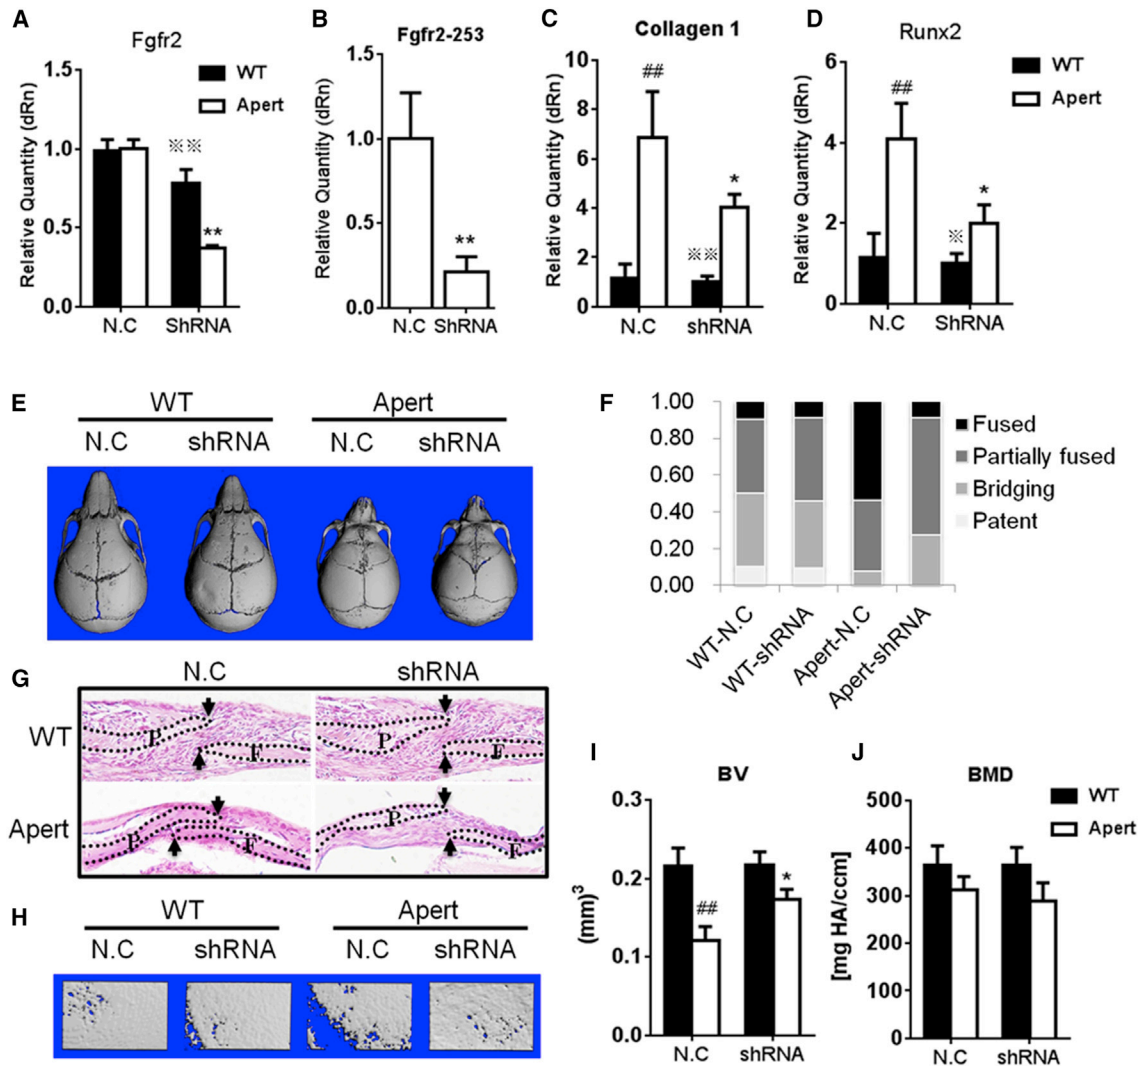 A
Fgfr2
Relative Quantity (dRn)
1.5
1.0
0.5
0.0
WT
Apert
※※
**
N.C
ShRNA
B
Fgfr2-253
Relative Quantity (dRn)
1.5
1.0
0.5
0.0
**
N.C ShRNA
C
Collagen 1
Relative Quantity (dRn)
10
8
6
4
2
0
##
※※
*
N.C
shRNA
D
Runx2
Relative Quantity (dRn)
6
4
2
0
WT
Apert
##
※
*
N.C
ShRNA
E
WT
Apert
N.C
shRNA
N.C
shRNA
F
1.00
0.80
0.60
0.40
0.20
0.00
Fused
Partially fused
Bridging
Patent
WT-N.C
WT-shRNA
Apert-N.C
Apert-shRNA
G
N.C
shRNA
WT
P
F
P
F
Apert
P
F
P
F
H
WT
Apert
N.C
shRNA
N.C
shRNA
I
BV
(mm)³
0.3
0.2
0.1
0.0
##
*
N.C
shRNA
J
BMD
[mg HA/ccm]
500
400
300
200
100
0
WT
Apert
N.C
shRNA